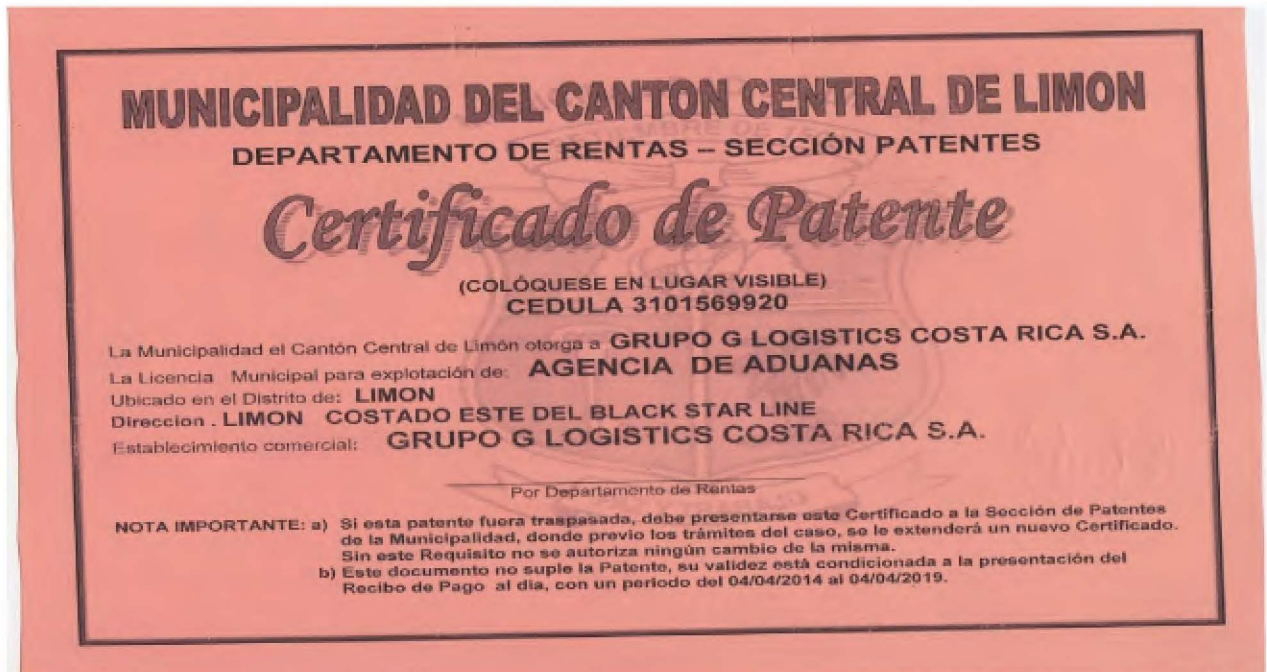 MUNICIPALIDAD DEL CANTON CENTRAL DE LIMON
DEPARTAMENTO DE RENTAS – SECCIÓN PATENTES
Certificado de Patente
(COLÓQUESE EN LUGAR VISIBLE)
CEDULA 3101569920
La Municipalidad el Cantón Central de Limón otorga a GRUPO G LOGISTICS COSTA RICA S.A.
La Licencia Municipal para explotación de: AGENCIA DE ADUANAS
Ubicado en el Distrito de: LIMON
Direccion . LIMON COSTADO ESTE DEL BLACK STAR LINE
Establecimiento comercial: GRUPO G LOGISTICS COSTA RICA S.A.
Por Departamento de Rentas
NOTA IMPORTANTE: a) Si esta patente fuera traspasada, debe presentarse este Certificado a la Sección de Patentes
de la Municipalidad, donde previo los trámites del caso, se le extenderá un nuevo Certificado.
Sin este Requisito no se autoriza ningún cambio de la misma.
b) Este documento no suple la Patente, su validez está condicionada a la presentación del
Recibo de Pago al dia, con un periodo del 04/04/2014 al 04/04/2019.